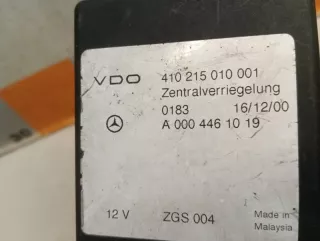 VDO 410 215 010 001
Zentralverriegelung
0183 16/12/00
A 000 446 10 19
12 V ZGS 004 Made in
Malaysia